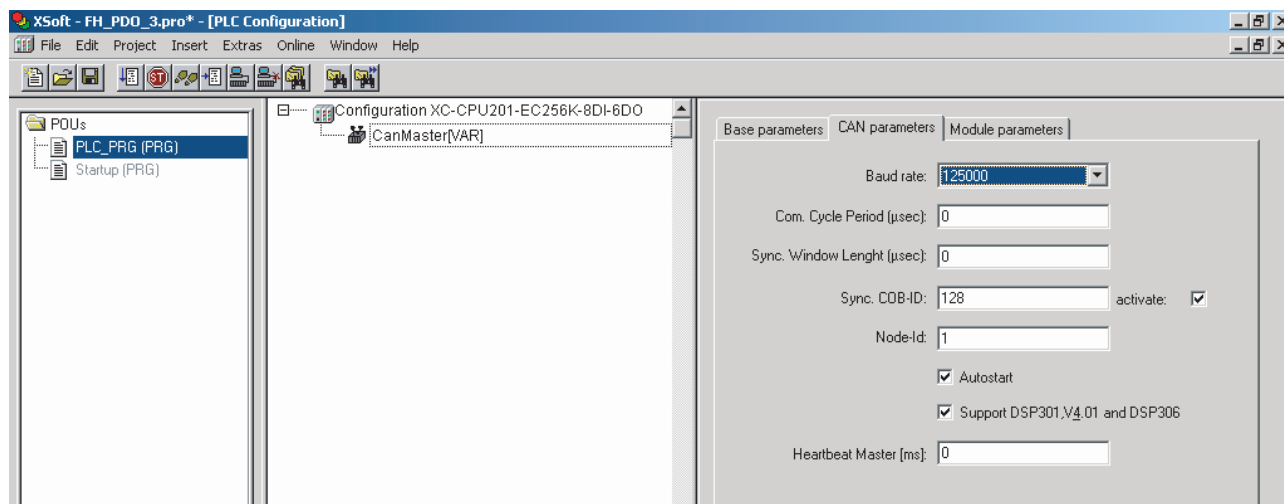 XSoft - FH_PDO_3.pro* - [PLC Configuration]
File Edit Project Insert Extras Online Window Help
ST
POUs
PLC_PRG (PRG)
Startup (PRG)
Configuration XC-CPU201-EC256K-8DI-6DO
CanMaster[VAR]
Base parameters CAN parameters Module parameters
Baud rate: 125000
Com. Cycle Period (µsec): 0
Sync. Window Lenght (µsec): 0
Sync. COB-ID: 128 activate:
Node-Id: 1
Autostart
Support DSP301,V4.01 and DSP306
Heartbeat Master [ms]: 0